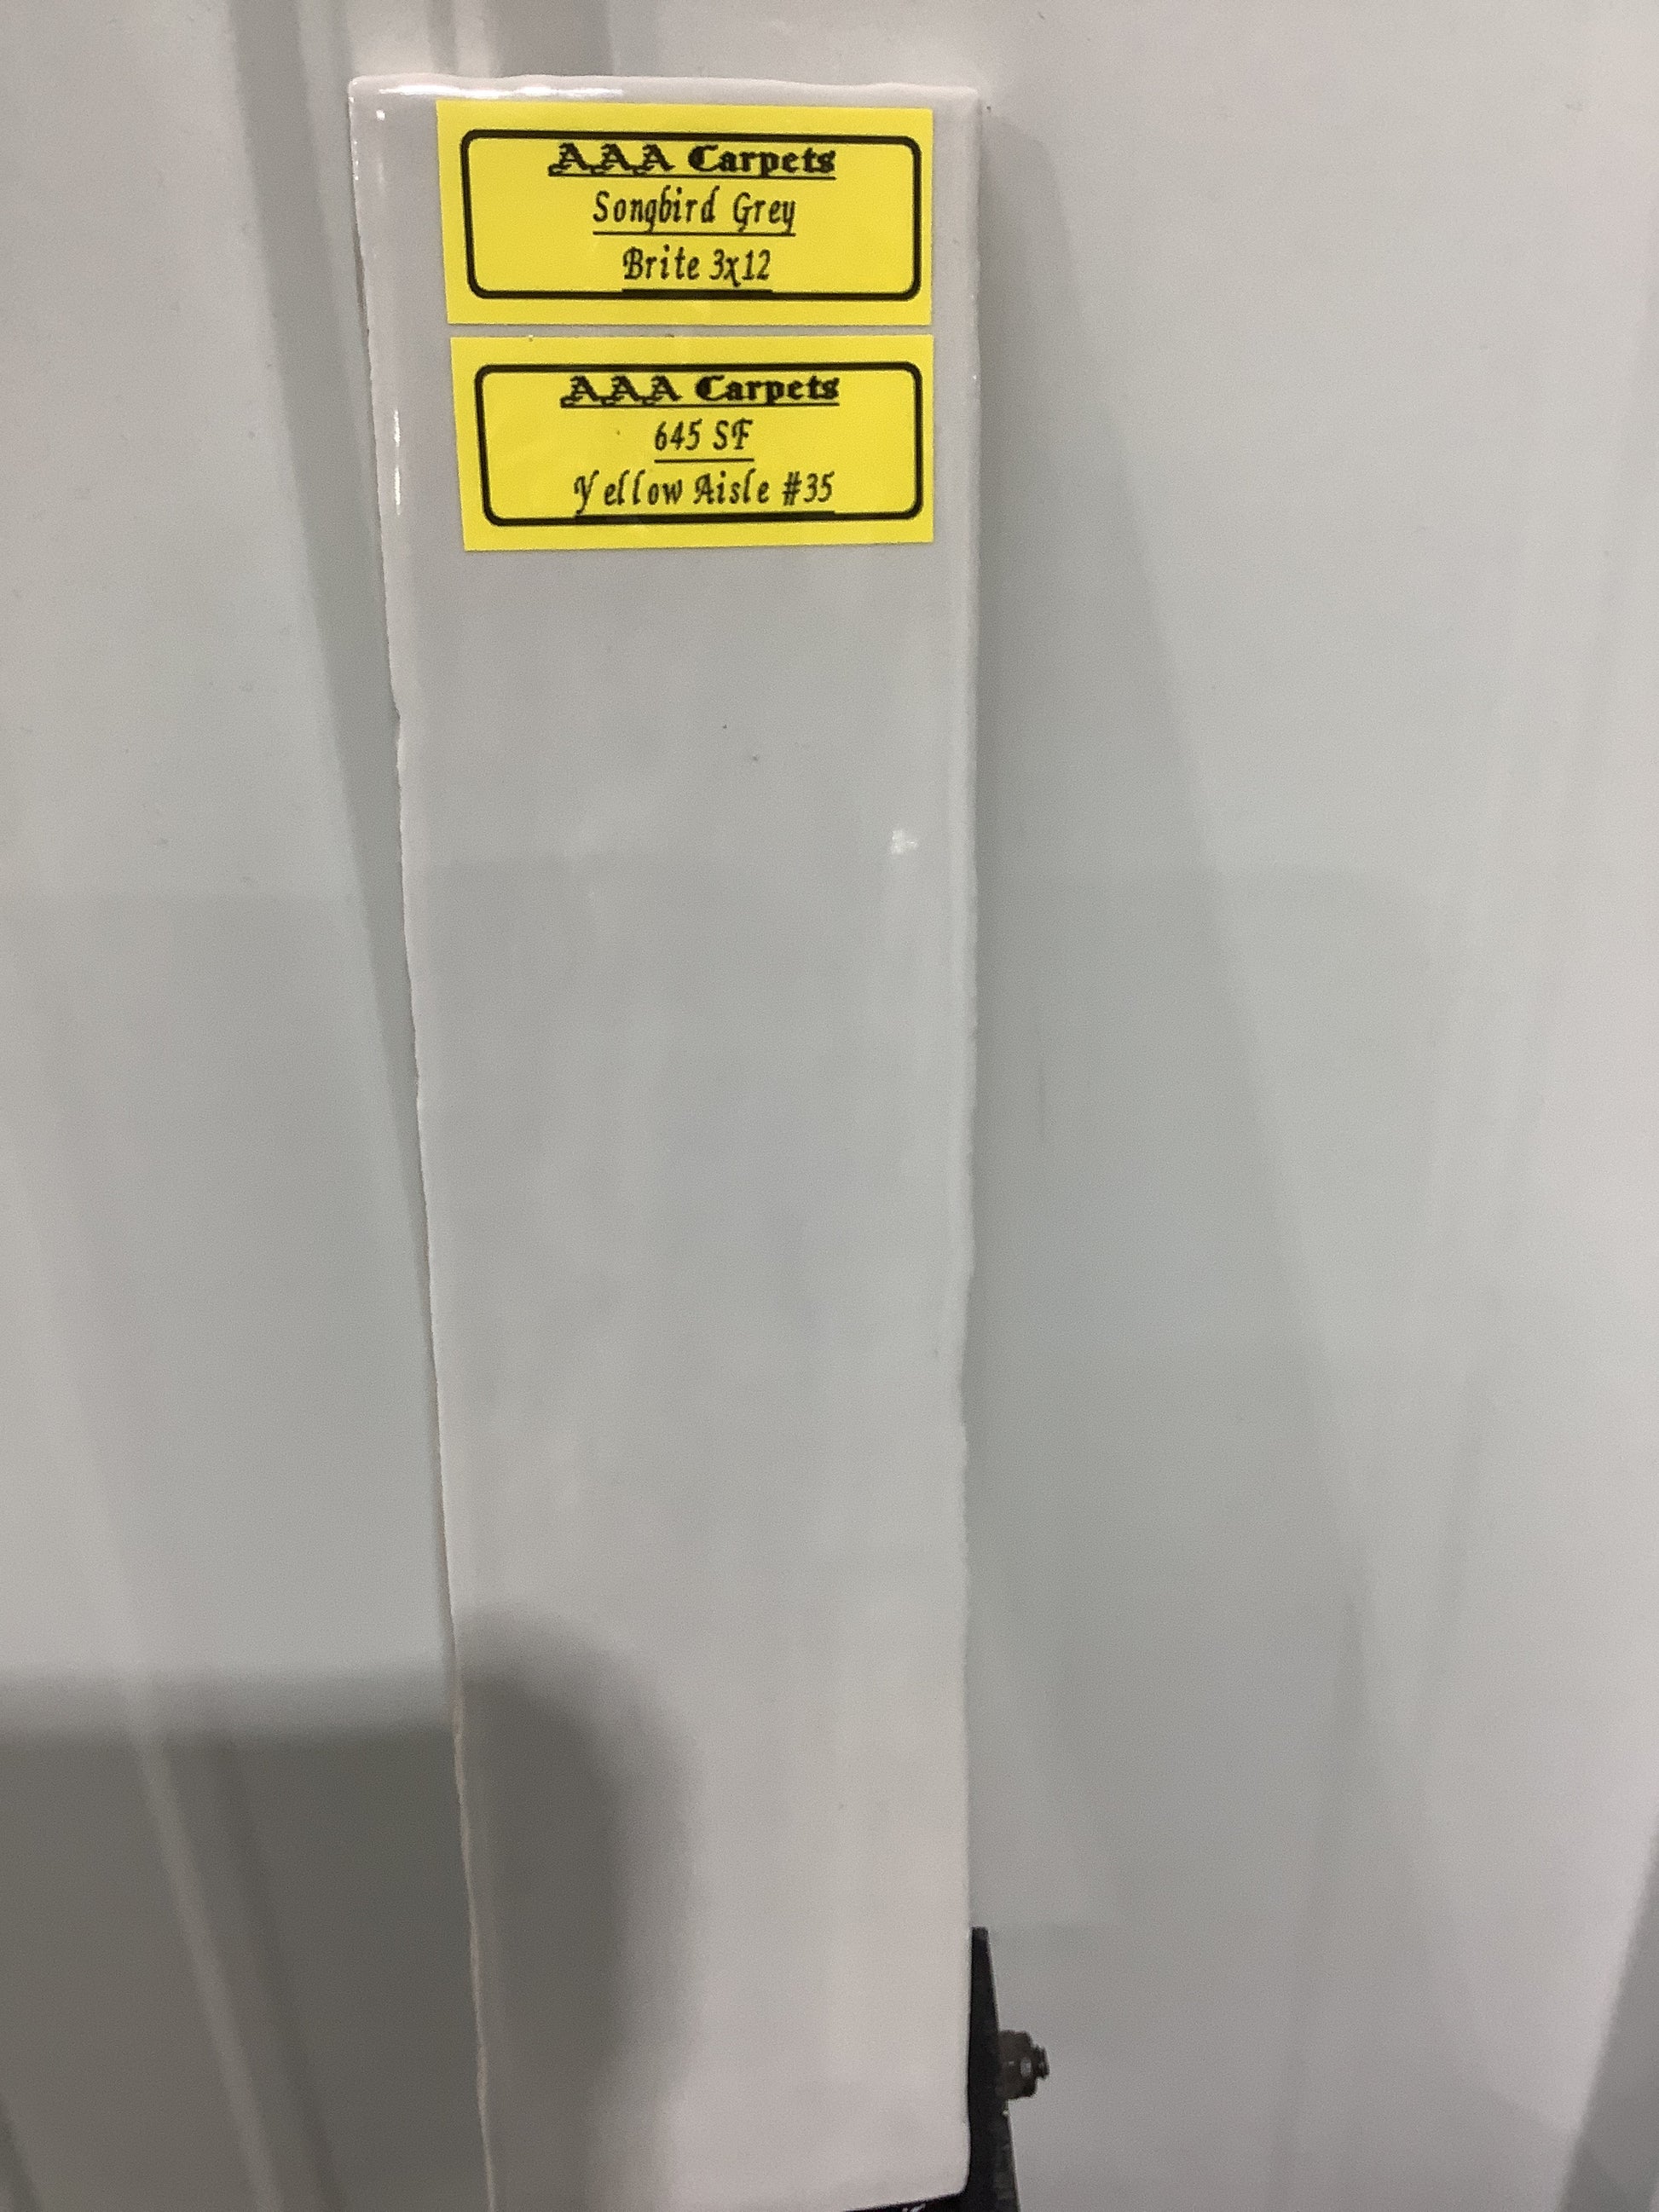 AAA Carpets
Songbird Grey
Brite 3x12
AAA Carpets
645 SF
Yellow Aisle #35